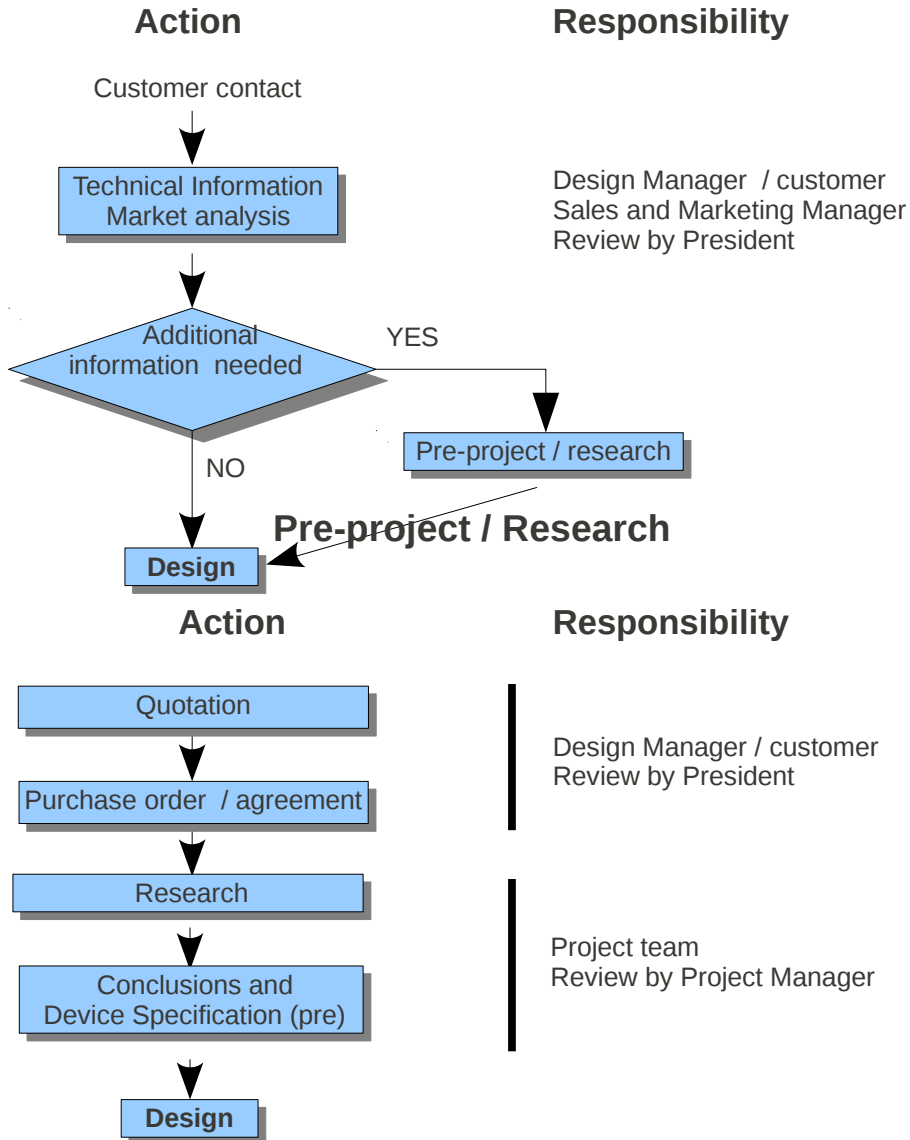 Action
Responsibility
Customer contact
Technical Information
Market analysis
Design Manager / customer
Sales and Marketing Manager
Review by President
Additional
information needed
YES
Pre-project / research
NO
Pre-project / Research
Design
Action
Responsibility
Quotation
Design Manager / customer
Review by President
Purchase order / agreement
Research
Project team
Review by Project Manager
Conclusions and
Device Specification (pre)
Design